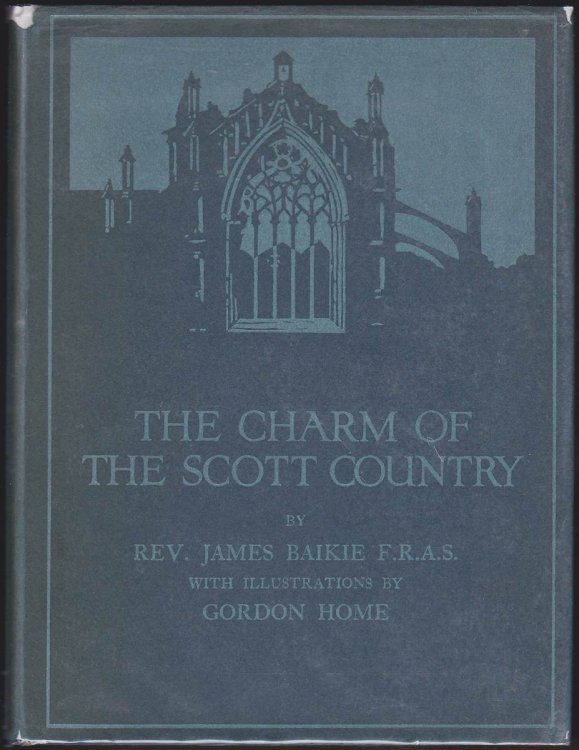 THE CHARM OF
THE SCOTT COUNTRY
BY
REV. JAMES BAIKIE F.R.A.S.
WITH ILLUSTRATIONS BY
GORDON HOME